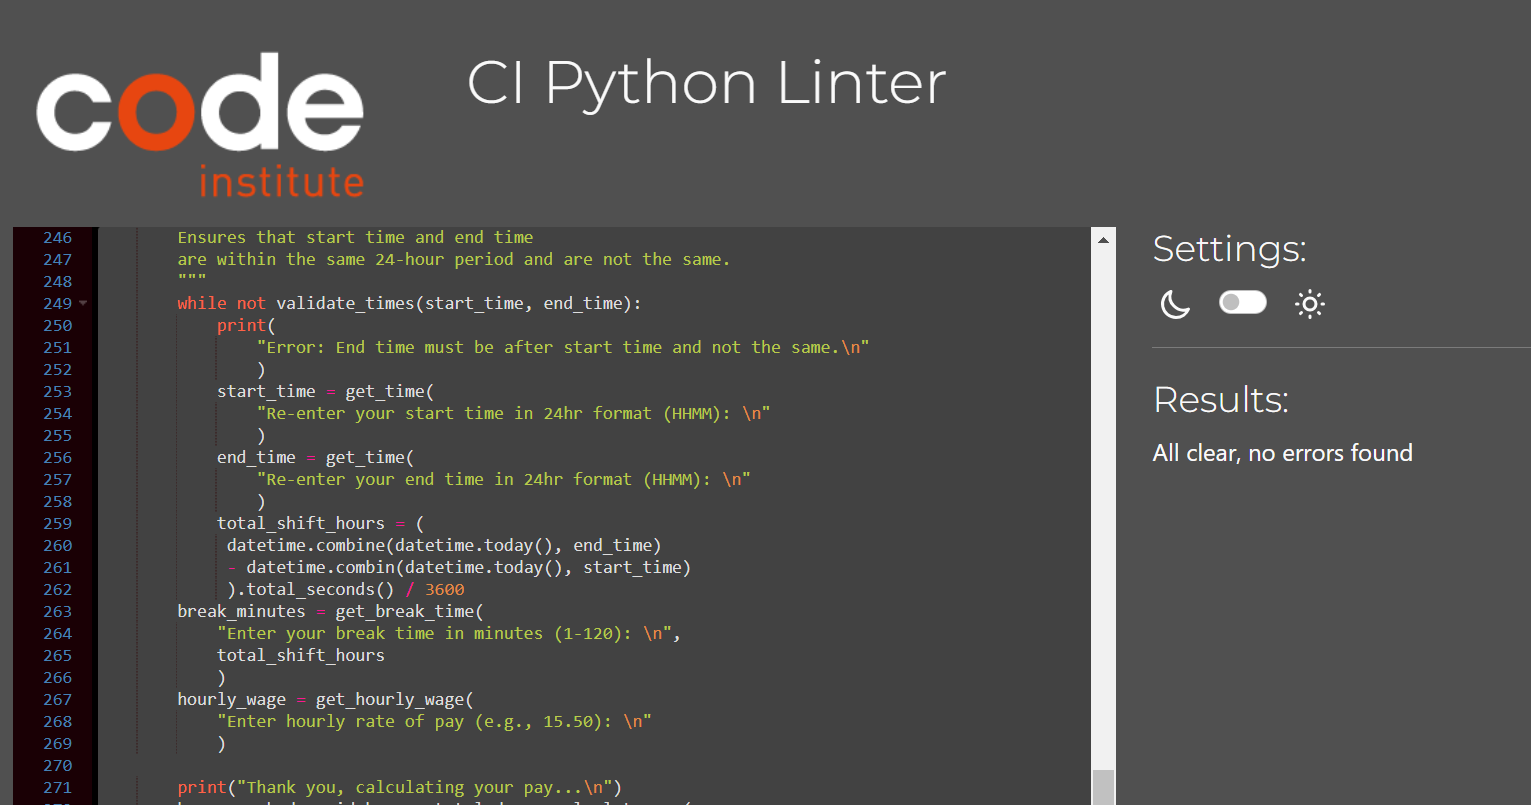 code
institute
CI Python Linter
246 Ensures that start time and end time
247 are within the same 24-hour period and are not the same.
248 """
249 while not validate_times(start_time, end_time):
250 print(
251 "Error: End time must be after start time and not the same.\n"
252 )
253 start_time = get_time(
254 "Re-enter your start time in 24hr format (HHMM): \n"
255 )
256 end_time = get_time(
257 "Re-enter your end time in 24hr format (HHMM): \n"
258 )
259 total_shift_hours = (
260 datetime.combine(datetime.today(), end_time)
261 - datetime.combin(datetime.today(), start_time)
262 ).total_seconds() / 3600
263 break_minutes = get_break_time(
264 "Enter your break time in minutes (1-120): \n",
265 total_shift_hours
266 )
267 hourly_wage = get_hourly_wage(
268 "Enter hourly rate of pay (e.g., 15.50): \n"
269 )
270
271 print("Thank you, calculating your pay...\n")
Settings:
Results:
All clear, no errors found